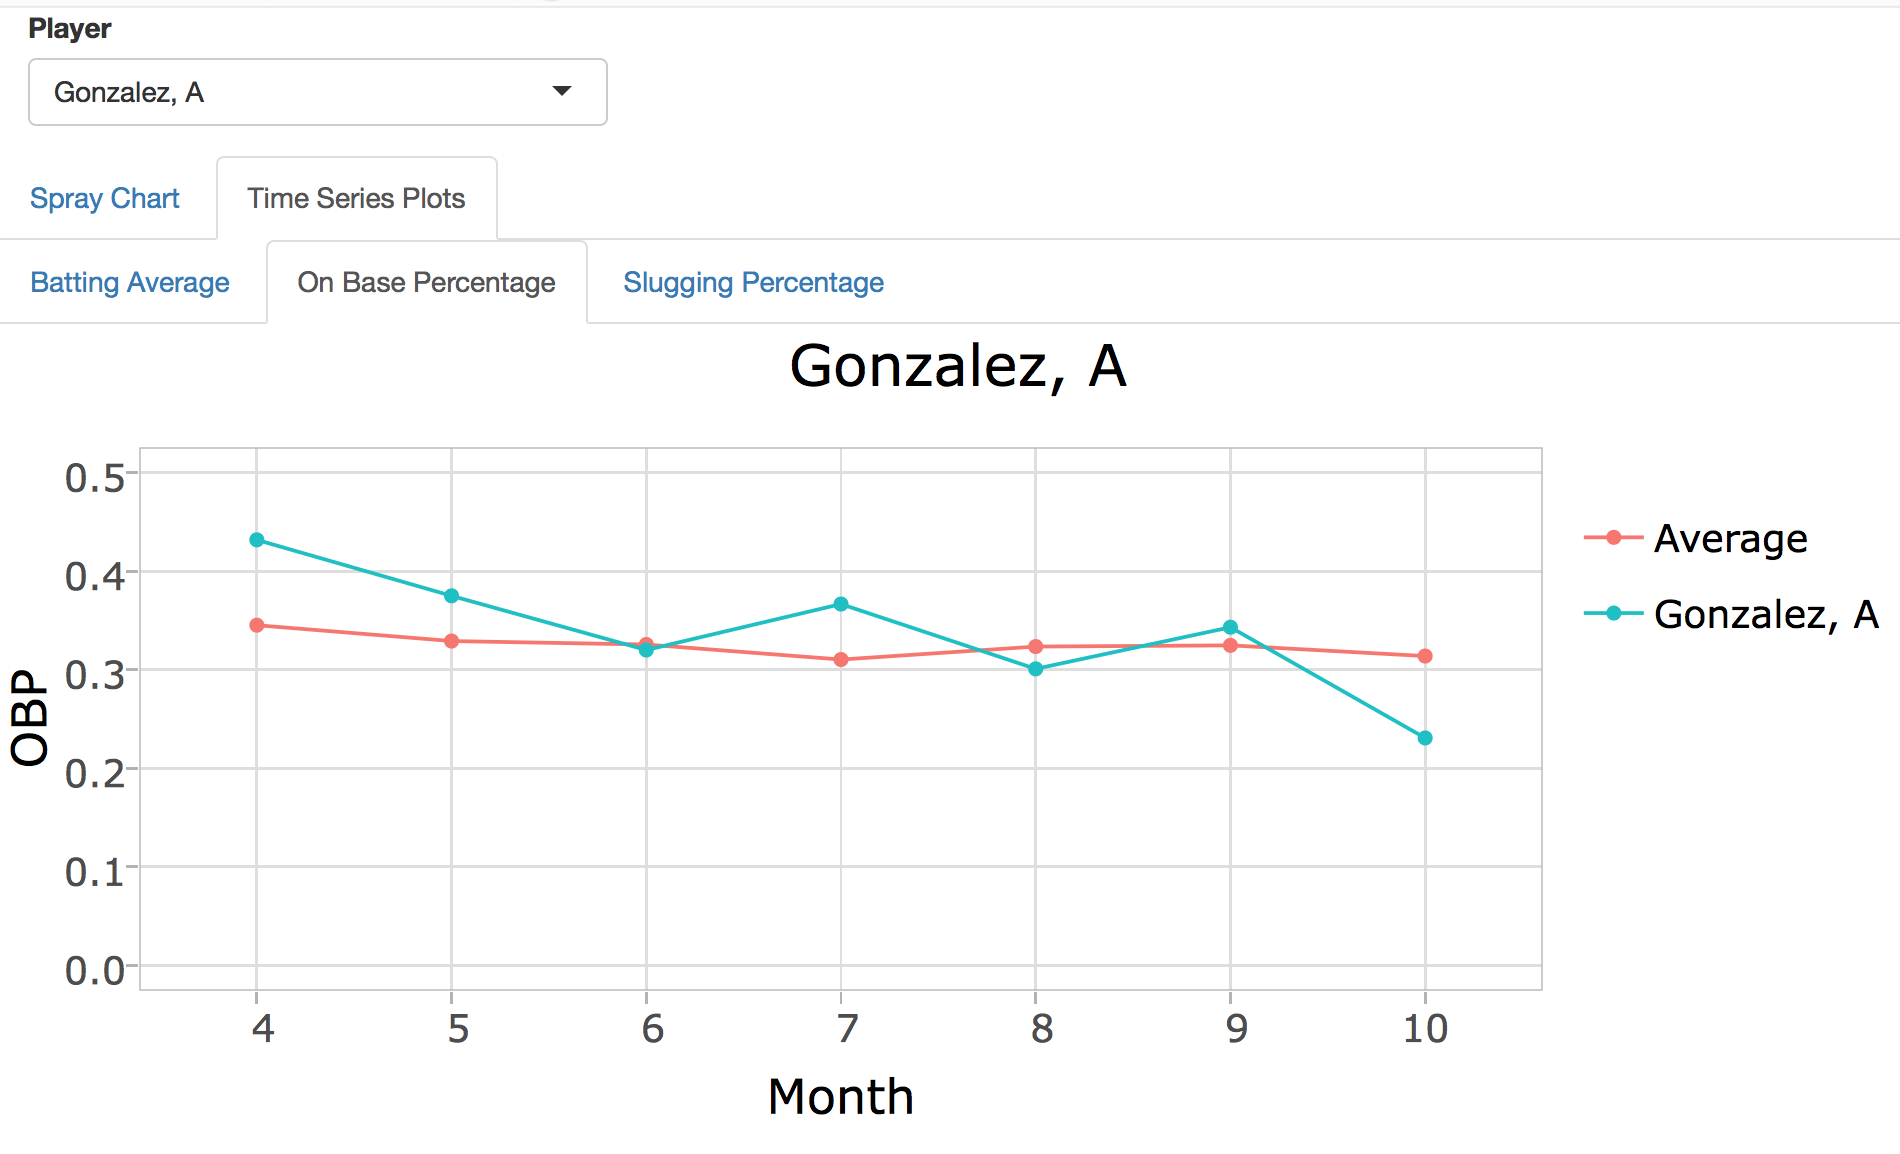 Player
Gonzalez, A
Spray Chart Time Series Plots
Batting Average On Base Percentage Slugging Percentage
Gonzalez, A
0.5
0.4
0.3
0.2
0.1
0.0
OBP
4 5 6 7 8 9 10
Month
Average
Gonzalez, A